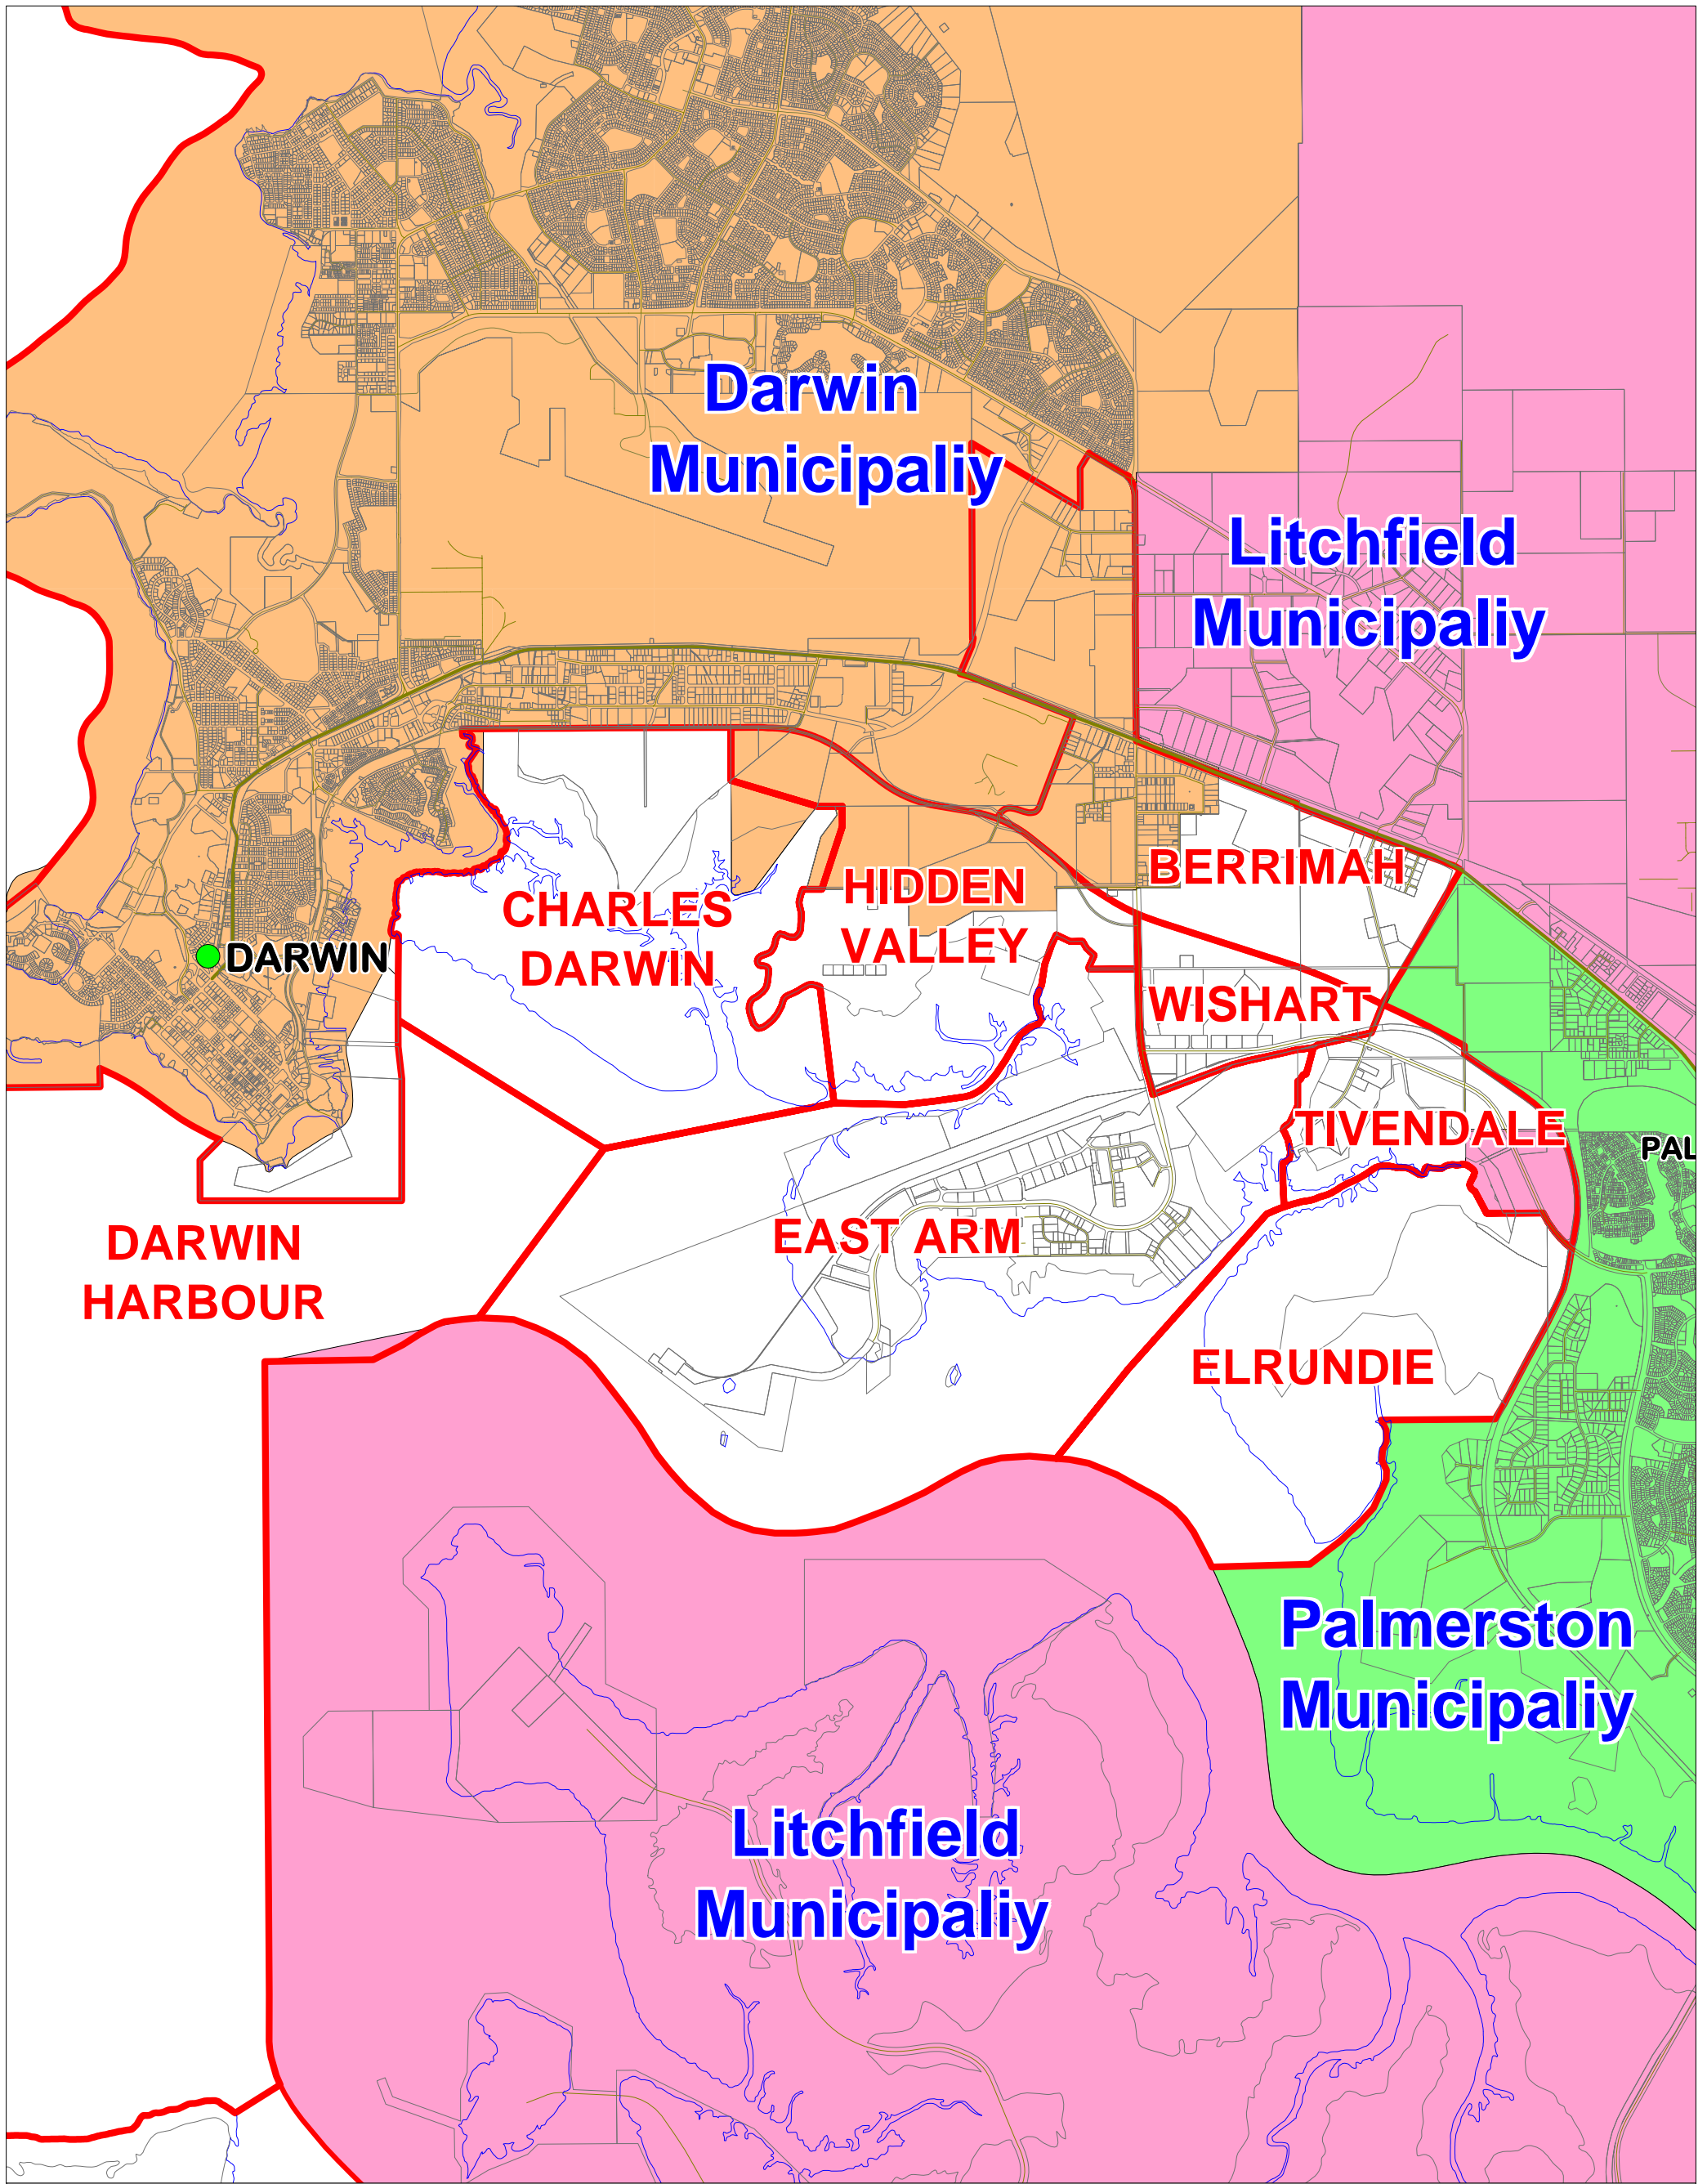 Darwin
Municipaliy
Litchfield
Municipaliy
BERRIMAH
HIDDEN
VALLEY
CHARLES
DARWIN
DARWIN
WISHART
TIVENDALE
PAL
EAST ARM
DARWIN
HARBOUR
ELRUNDIE
Palmerston
Municipaliy
Litchfield
Municipaliy